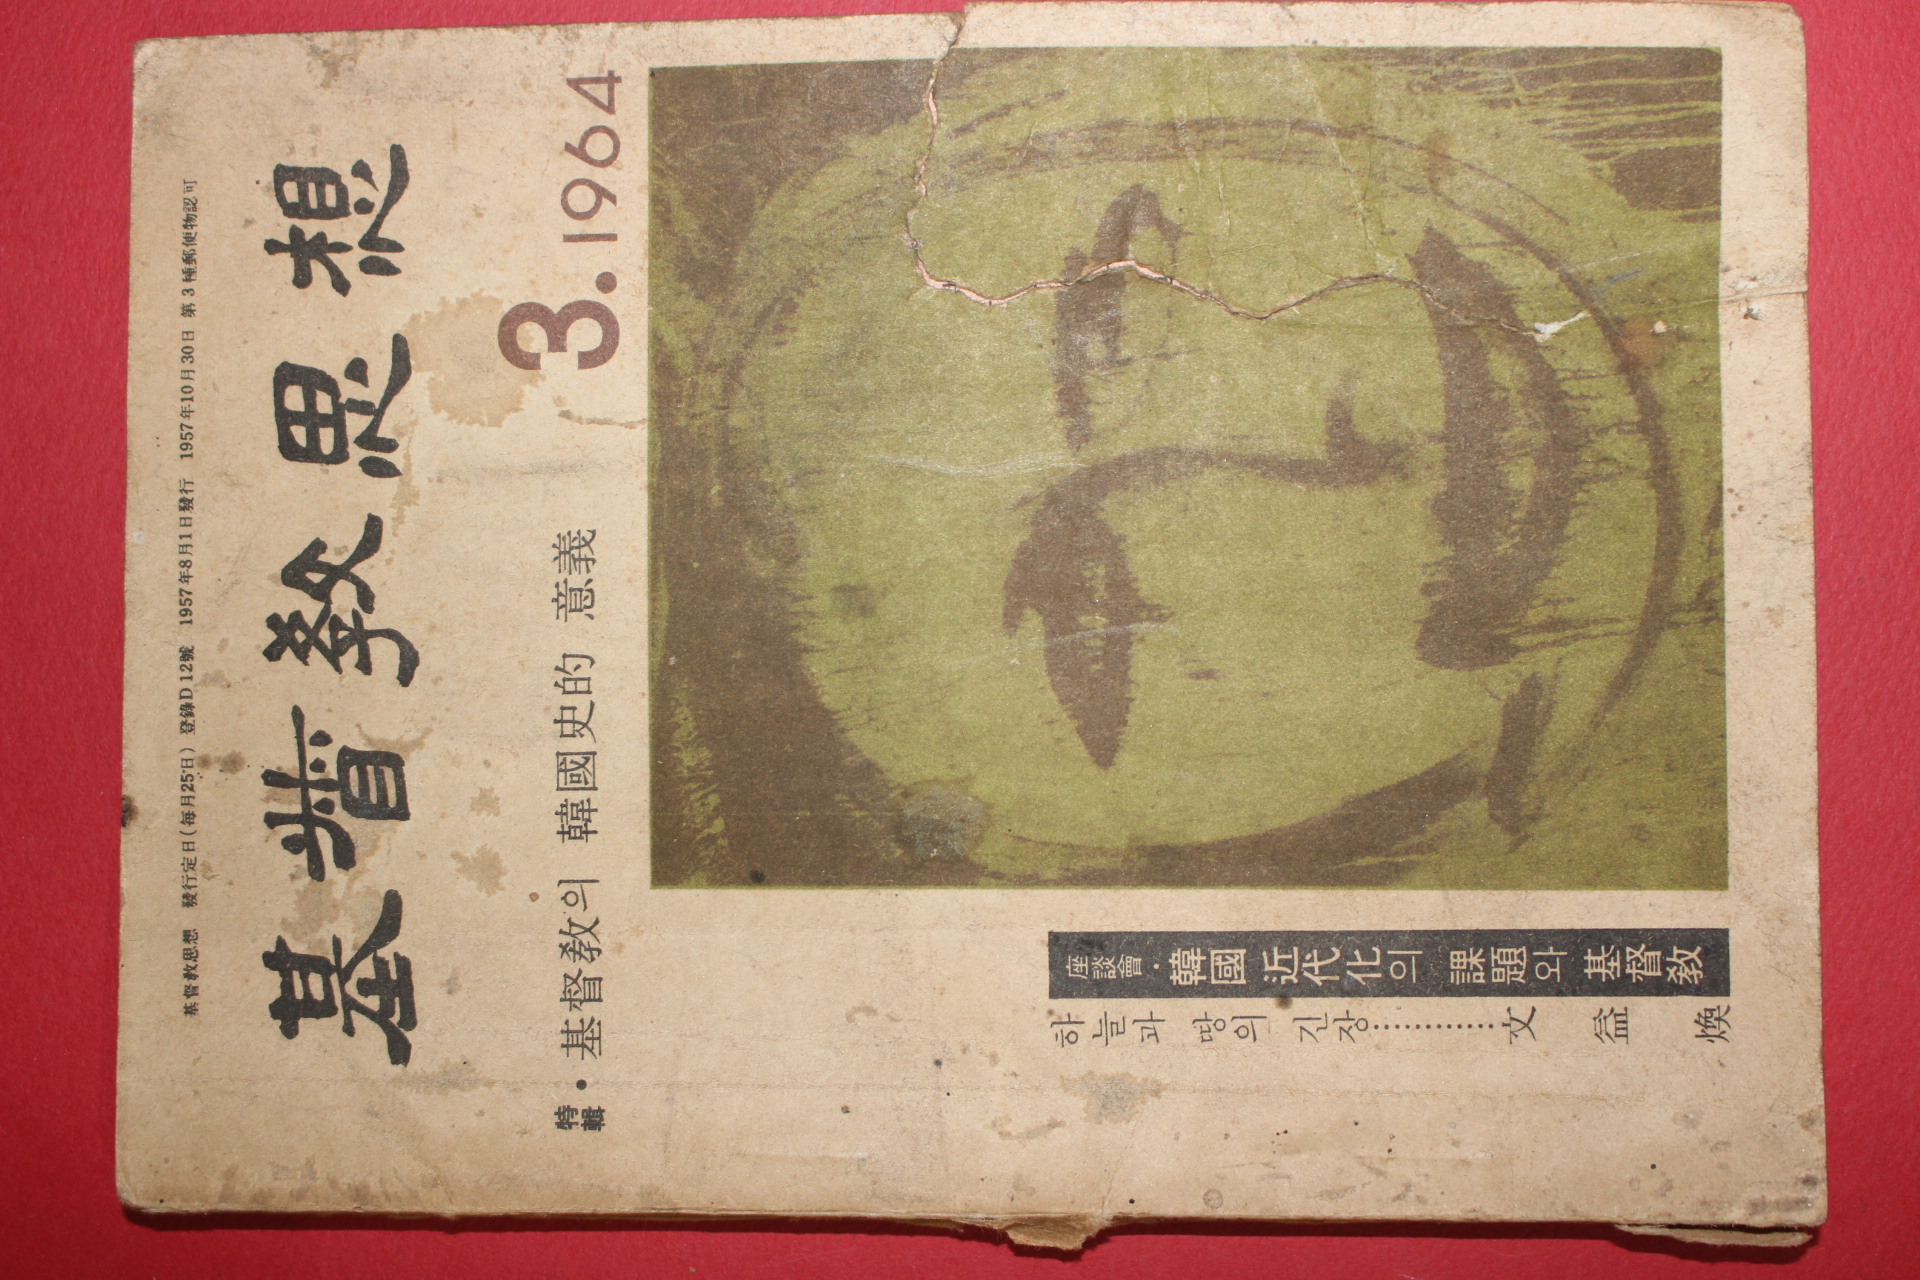 基督敎思想 發行定日(每月25日) 登錄D 12號 1957年8月1日發行 1957年10月30日 第3種郵便物認可
基督敎思想
3. 1964
特輯 • 基督敎의 韓國史的 意義
座談會 · 韓國 近代化의 課題와 基督敎
하늘과 땅의 긴장…………文益煥